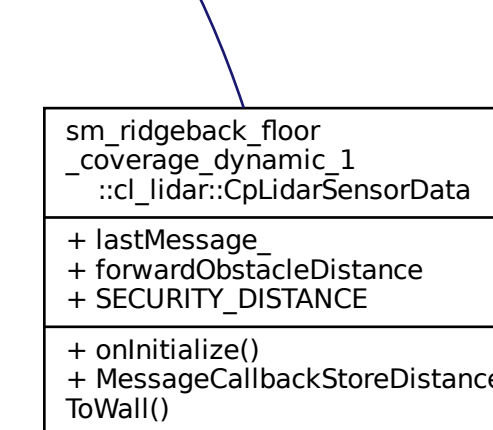 sm_ridgeback_floor
_coverage_dynamic_1
::cl_lidar::CpLidarSensorData
+ lastMessage_
+ forwardObstacleDistance
+ SECURITY_DISTANCE
+ onInitialize()
+ MessageCallbackStoreDistance
ToWall()